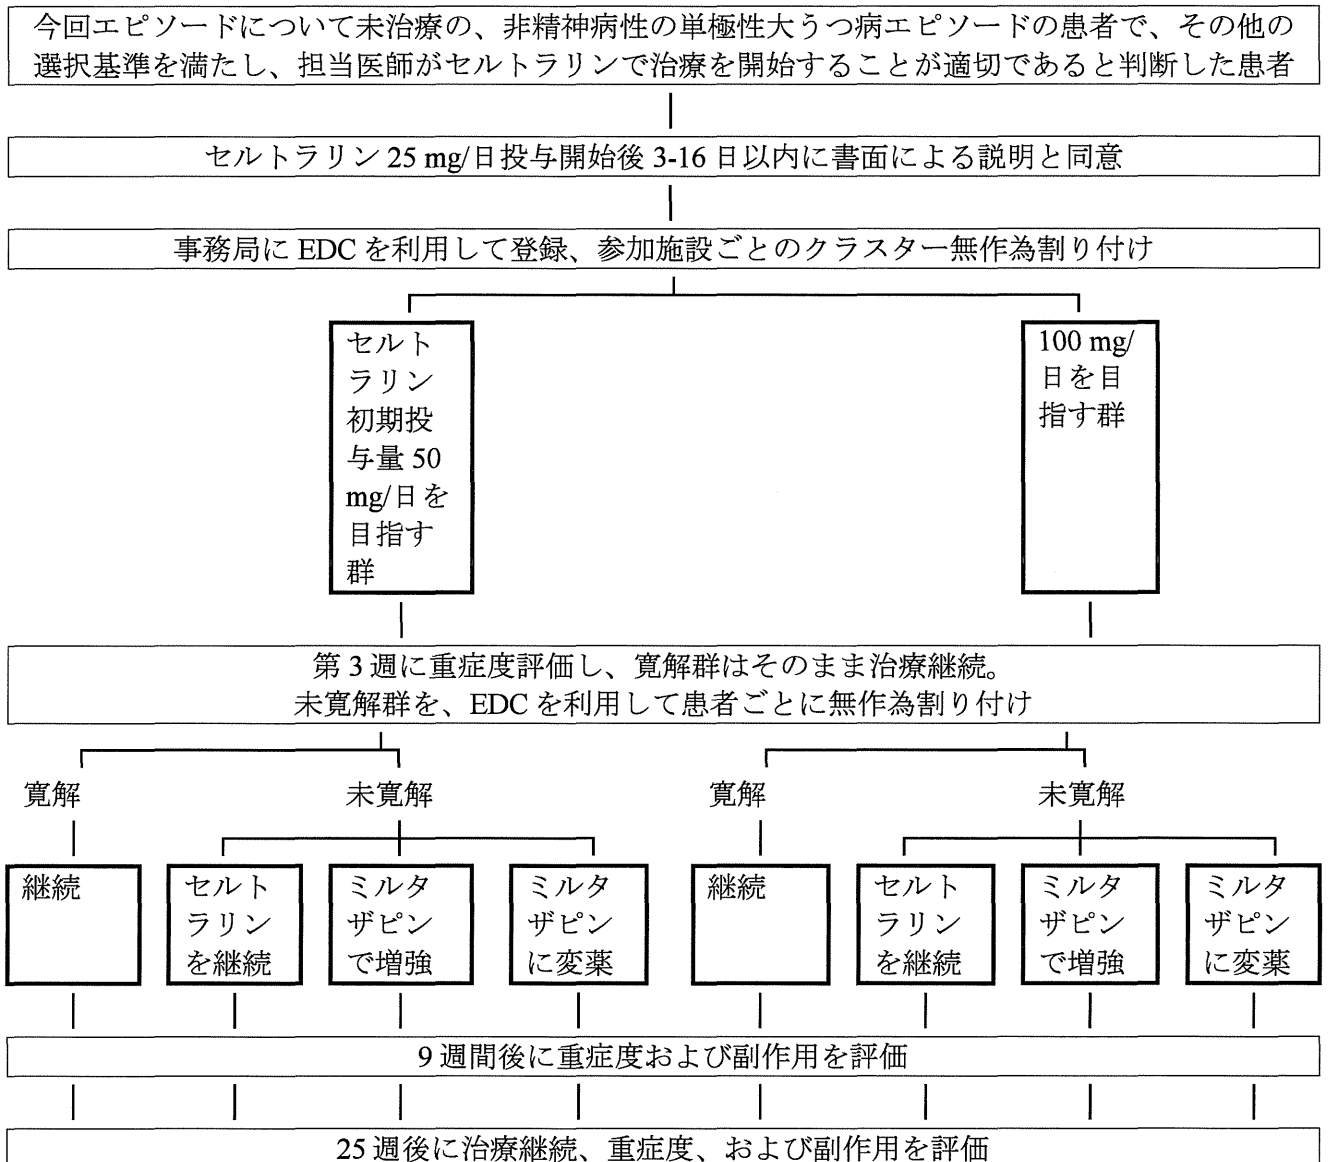 今回エピソードについて未治療の、非精神病性の単極性大うつ病エピソードの患者で、その他の
選択基準を満たし、担当医師がセルトラリンで治療を開始することが適切であると判断した患者
セルトラリン 25 mg/日投与開始後 3-16 日以内に書面による説明と同意
事務局に EDC を利用して登録、参加施設ごとのクラスター無作為割り付け
セルト
ラリン
初期投
与量 50
mg/日を
目指す
群
100 mg/
日を目
指す群
第 3 週に重症度評価し、寛解群はそのまま治療継続。
未寛解群を、EDC を利用して患者ごとに無作為割り付け
寛解
未寛解
寛解
未寛解
継続
セルト
ラリン
を継続
ミルタ
ザピン
で増強
ミルタ
ザピン
に変薬
継続
セルト
ラリン
を継続
ミルタ
ザピン
で増強
ミルタ
ザピン
に変薬
9 週間後に重症度および副作用を評価
25 週後に治療継続、重症度、および副作用を評価